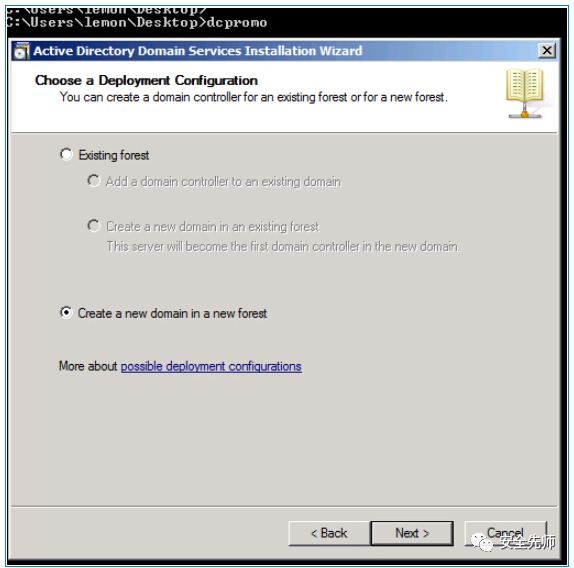 C:\Users\lemon\Desktop>
C:\Users\lemon\Desktop>dcpromo
Active Directory Domain Services Installation Wizard
Choose a Deployment Configuration
You can create a domain controller for an existing forest or for a new forest.
Existing forest
Add a domain controller to an existing domain
Create a new domain in an existing forest
This server will become the first domain controller in the new domain.
Create a new domain in a new forest
More about possible deployment configurations
< Back Next > Cancel
安全先师